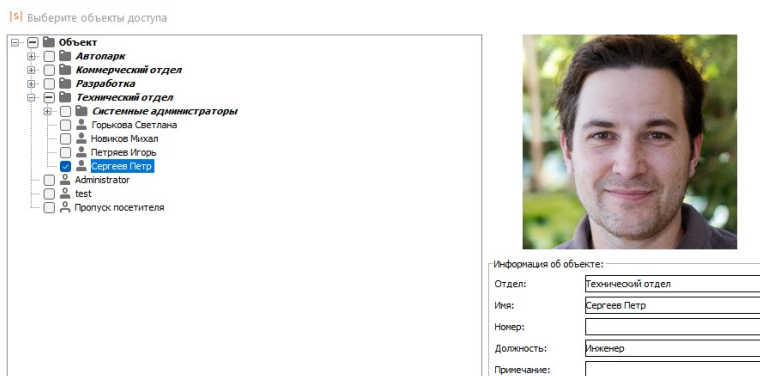 |s| Выберите объекты доступа
Объект
Автопарк
Коммерческий отдел
Разработка
Технический отдел
Системные администраторы
Горькова Светлана
Новиков Михал
Петряев Игорь
Сергеев Петр
Administrator
test
Пропуск посетителя
Информация об объекте:
Отдел: Технический отдел
Имя: Сергеев Петр
Номер:
Должность: Инженер
Примечание: